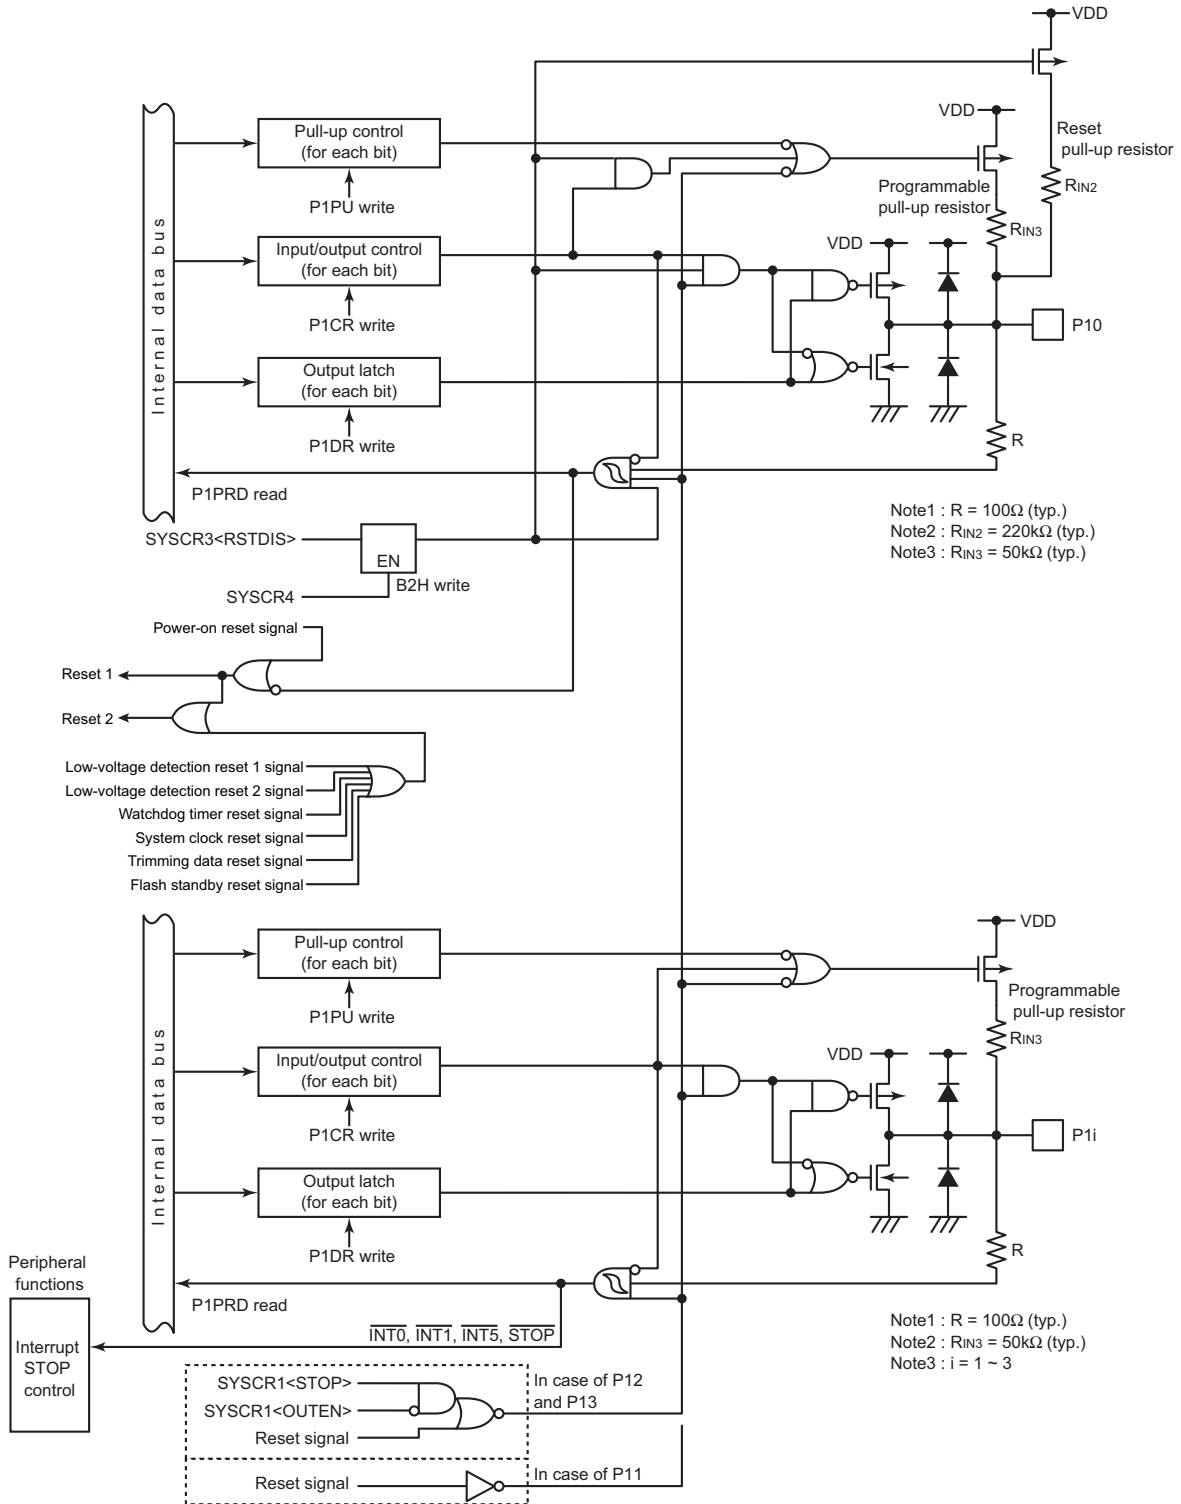 VDD
VDD
Reset
pull-up resistor
RIN2
Pull-up control
(for each bit)
P1PU write
Programmable
pull-up resistor
RIN3
Internal data bus
Input/output control
(for each bit)
P1CR write
VDD
P10
Output latch
(for each bit)
P1DR write
R
P1PRD read
Note1 : R = 100Ω (typ.)
Note2 : RIN2 = 220kΩ (typ.)
Note3 : RIN3 = 50kΩ (typ.)
SYSCR3<RSTDIS>
EN
B2H write
SYSCR4
Power-on reset signal
Reset 1
Reset 2
Low-voltage detection reset 1 signal
Low-voltage detection reset 2 signal
Watchdog timer reset signal
System clock reset signal
Trimming data reset signal
Flash standby reset signal
VDD
Pull-up control
(for each bit)
P1PU write
Programmable
pull-up resistor
RIN3
Internal data bus
Input/output control
(for each bit)
P1CR write
VDD
P1i
Output latch
(for each bit)
P1DR write
R
Peripheral
functions
P1PRD read
INT0, INT1, INT5, STOP
Interrupt
STOP
control
Note1 : R = 100Ω (typ.)
Note2 : RIN3 = 50kΩ (typ.)
Note3 : i = 1 ~ 3
SYSCR1<STOP>
SYSCR1<OUTEN>
Reset signal
In case of P12
and P13
Reset signal
In case of P11